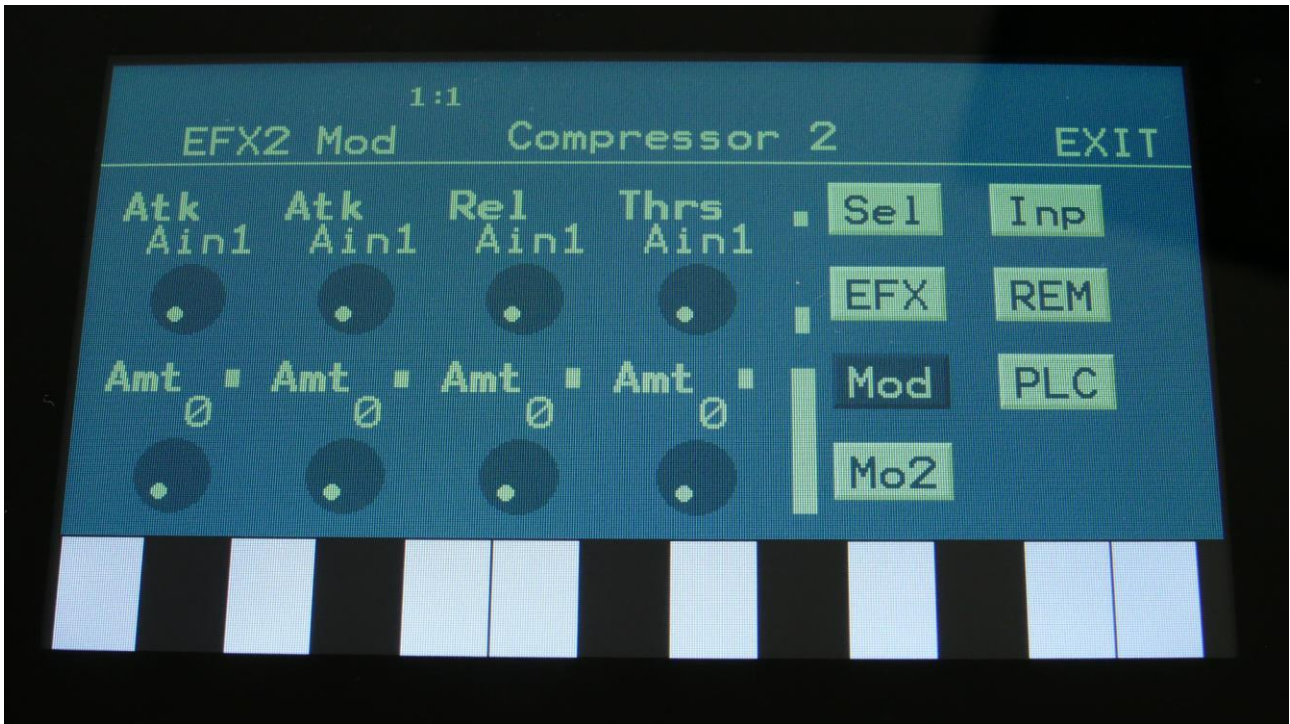 1:1
EFX2 Mod Compressor 2 EXIT
Atk Atk Rel Thrs Sel Inp
Ain1 Ain1 Ain1 Ain1
EFX REM
Amt Amt Amt Amt Mod PLC
0 0 0 0
Mo2